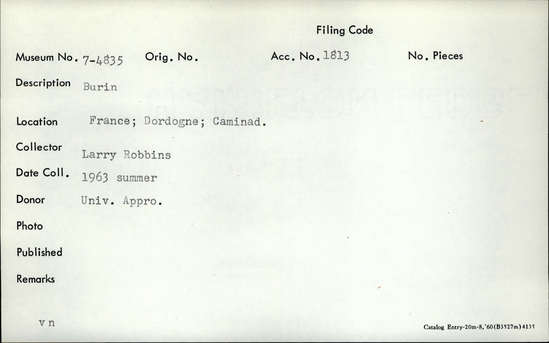 Filing Code
Museum No. 7-4835 Orig. No. Acc. No. 1813 No. Pieces
Description Burin
Location France; Dordogne; Caminad.
Collector Larry Robbins
Date Coll. 1963 summer
Donor Univ. Appro.
Photo
Published
Remarks
vn
Catalog Entry-20m-8,'60(B3527m)4135